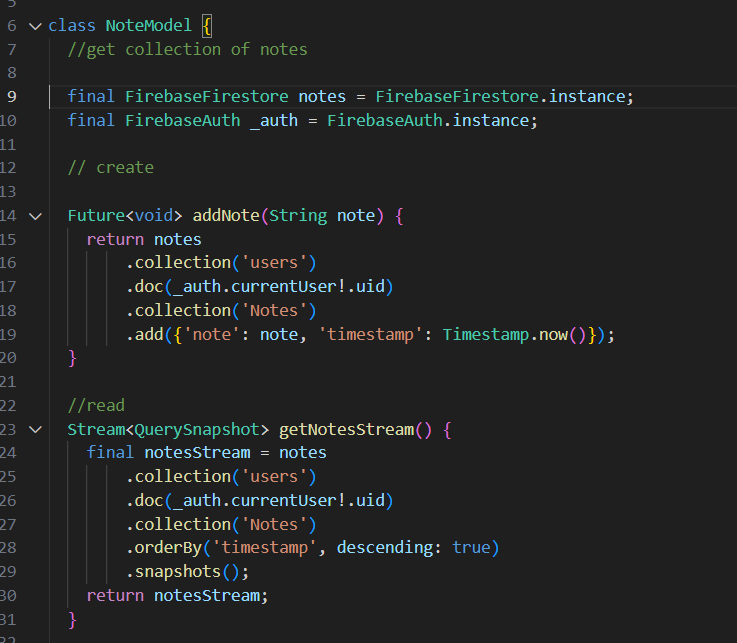 5
6 class NoteModel {
7 //get collection of notes
8
9 final FirebaseFirestore notes = FirebaseFirestore.instance;
10 final FirebaseAuth _auth = FirebaseAuth.instance;
11
12 // create
13
14 Future<void> addNote(String note) {
15 return notes
16 .collection('users')
17 .doc(_auth.currentUser!.uid)
18 .collection('Notes')
19 .add({'note': note, 'timestamp': Timestamp.now()});
20 }
21
22 //read
23 Stream<QuerySnapshot> getNotesStream() {
24 final notesStream = notes
25 .collection('users')
26 .doc(_auth.currentUser!.uid)
27 .collection('Notes')
28 .orderBy('timestamp', descending: true)
29 .snapshots();
30 return notesStream;
31 }
32